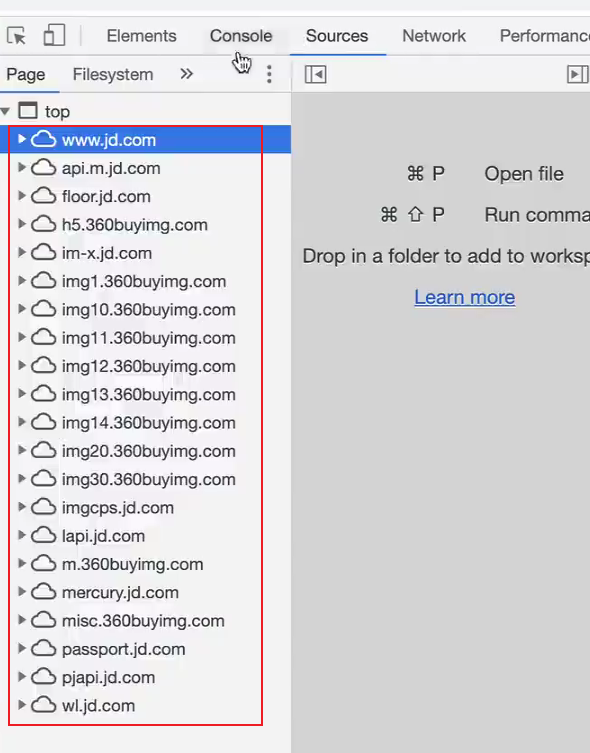 Elements Console Sources Network Performance
Page Filesystem »
top
www.jd.com
api.m.jd.com
floor.jd.com
h5.360buyimg.com
im-x.jd.com
img1.360buyimg.com
img10.360buyimg.com
img11.360buyimg.com
img12.360buyimg.com
img13.360buyimg.com
img14.360buyimg.com
img20.360buyimg.com
img30.360buyimg.com
imgcps.jd.com
lapi.jd.com
m.360buyimg.com
mercury.jd.com
misc.360buyimg.com
passport.jd.com
pjapi.jd.com
wl.jd.com
⌘ P Open file
⌘ ⇧ P Run comma
Drop in a folder to add to worksp
Learn more